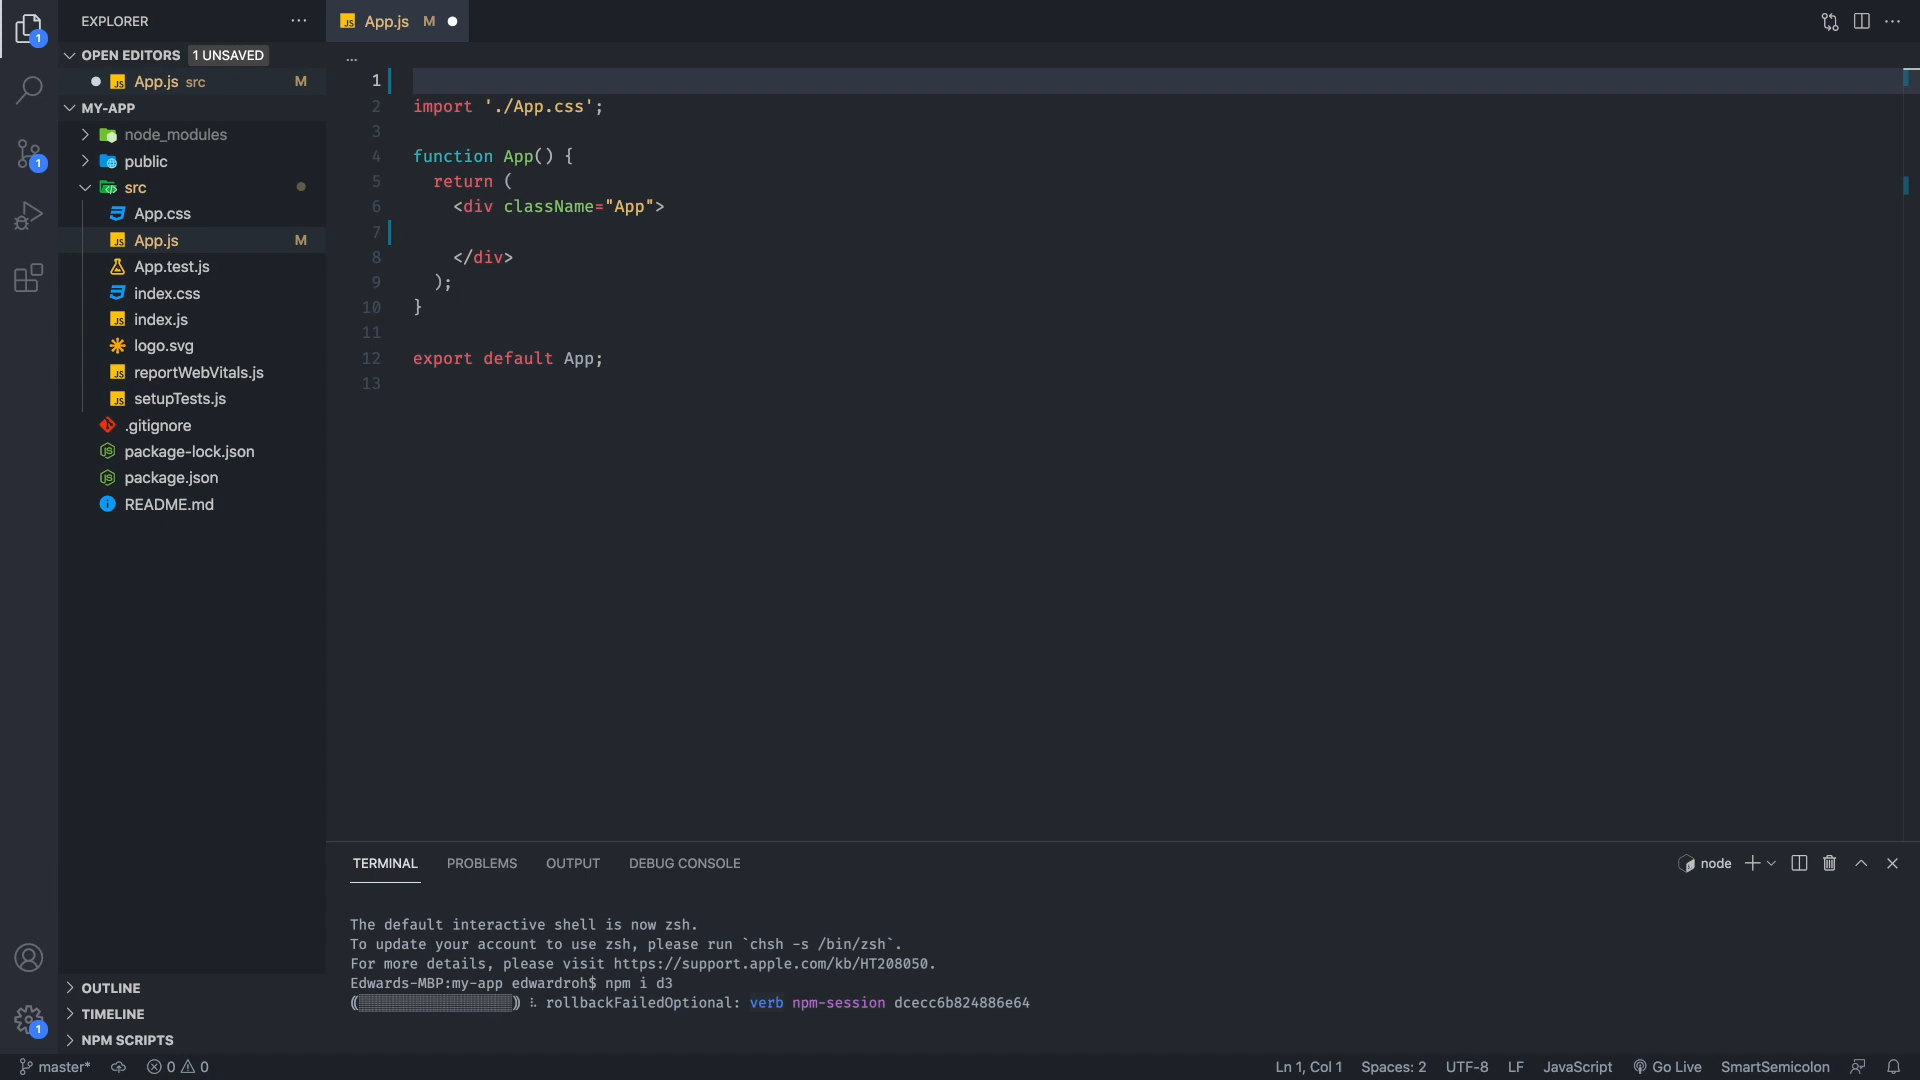 EXPLORER
OPEN EDITORS 1 UNSAVED
App.js src M
MY-APP
node_modules
public
src
App.css
App.js M
App.test.js
index.css
index.js
logo.svg
reportWebVitals.js
setupTests.js
.gitignore
package-lock.json
package.json
README.md
OUTLINE
TIMELINE
NPM SCRIPTS
1
1
1
App.js M
...
1
2 import './App.css';
3
4 function App() {
5 return (
6 <div className="App">
7
8 </div>
9 );
10 }
11
12 export default App;
13
TERMINAL PROBLEMS OUTPUT DEBUG CONSOLE
node
The default interactive shell is now zsh.
To update your account to use zsh, please run `chsh -s /bin/zsh`.
For more details, please visit https://support.apple.com/kb/HT208050.
Edwards-MBP:my-app edwardroh$ npm i d3
rollbackFailedOptional: verb npm-session dcecc6b824886e64
master* 0 0
Ln 1, Col 1 Spaces: 2 UTF-8 LF JavaScript Go Live SmartSemicolon